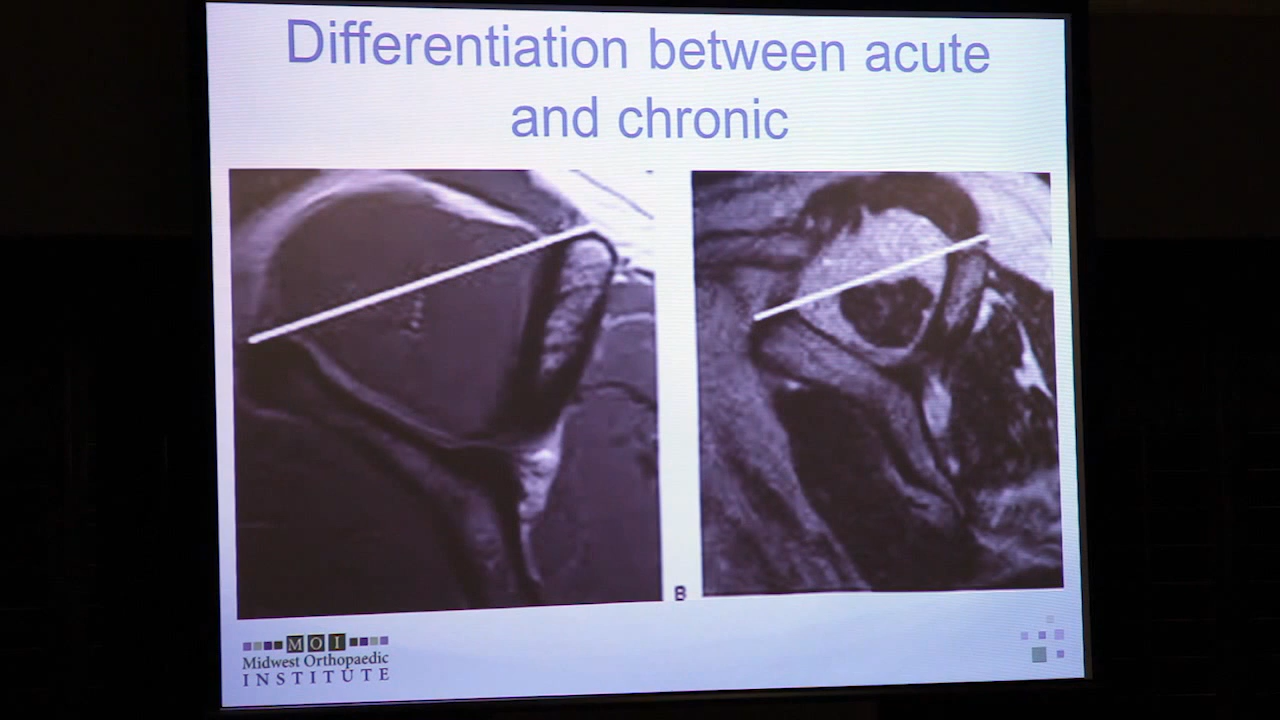 Differentiation between acute
and chronic
B
MOI
Midwest Orthopaedic
INSTITUTE